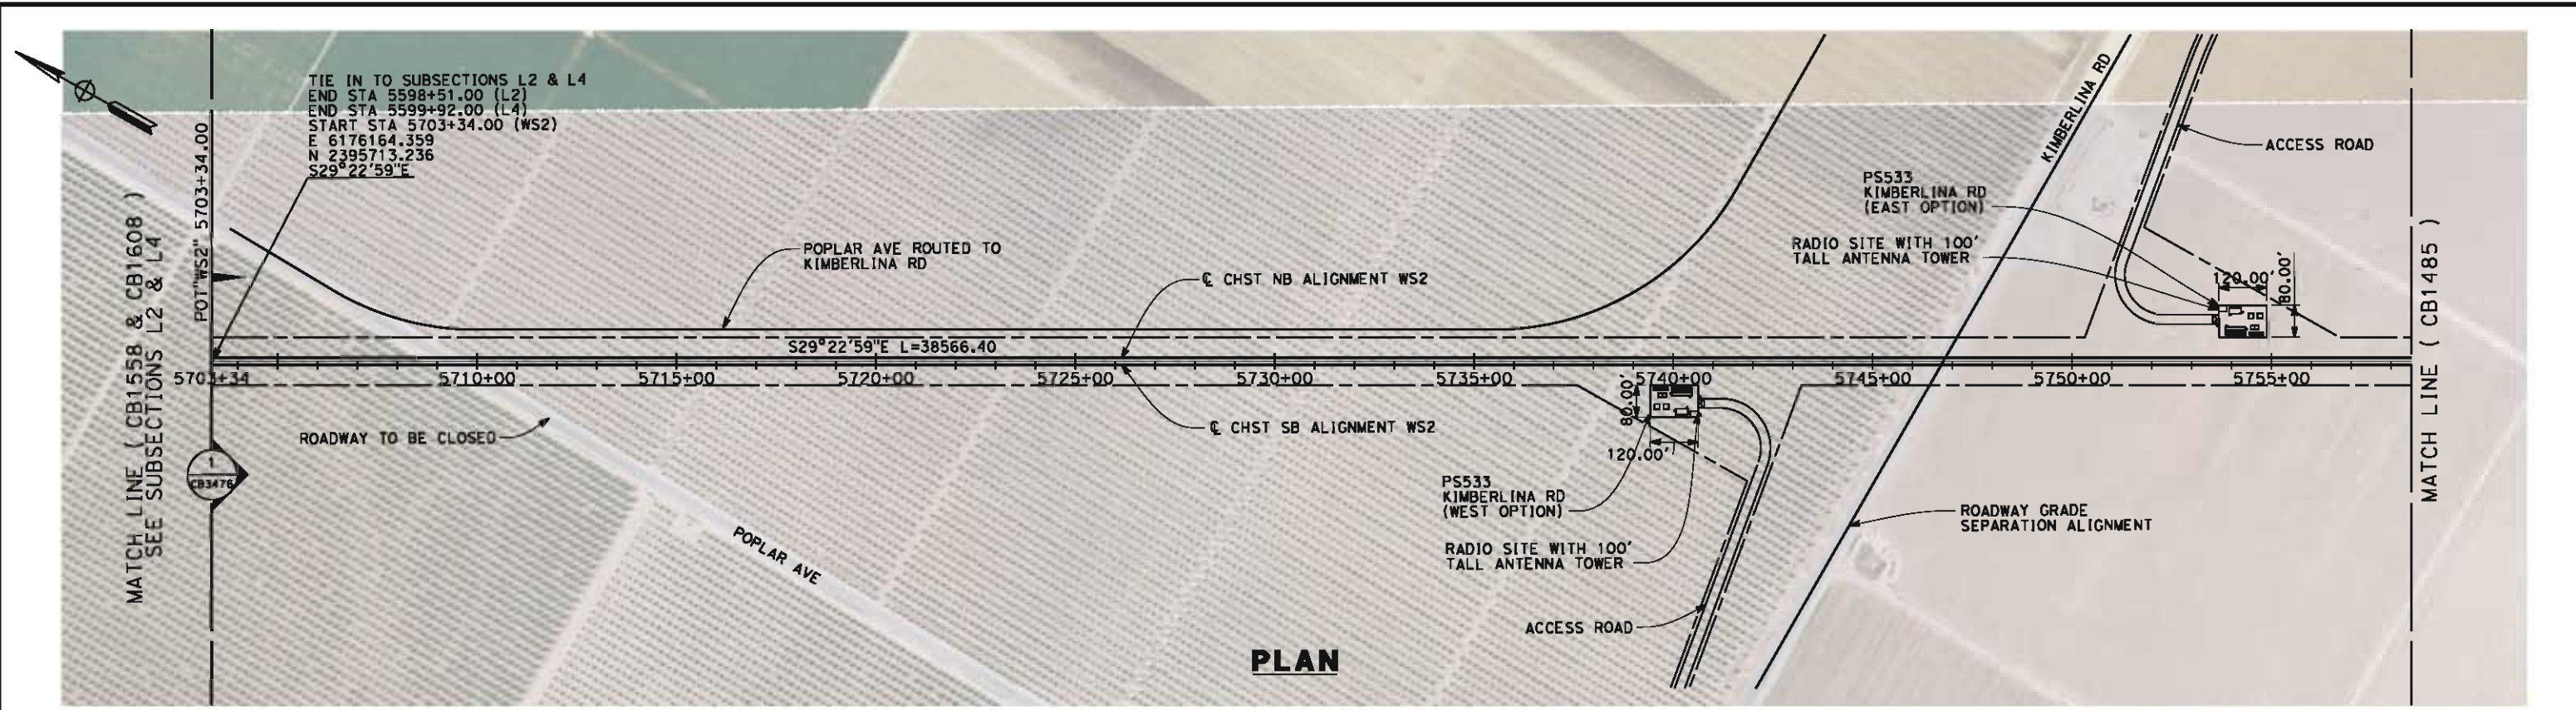 TIE IN TO SUBSECTIONS L2 & L4
END STA 5598+51.00 (L2)
END STA 5599+92.00 (L4)
START STA 5703+34.00 (WS2)
E 6176164.359
N 2395713.236
S29°22'59"E
MATCH LINE ( CB1558 & CB1608 )
SEE SUBSECTIONS L2 & L4
POT"WS2" 5703+34.00
POPLAR AVE ROUTED TO
KIMBERLINA RD
℄ CHST NB ALIGNMENT WS2
S29°22'59"E L=38566.40
5703+34
5710+00
5715+00
5720+00
5725+00
5730+00
5735+00
5740+00
5745+00
5750+00
5755+00
℄ CHST SB ALIGNMENT WS2
ROADWAY TO BE CLOSED
1
CB3476
POPLAR AVE
KIMBERLINA RD
ACCESS ROAD
PS533
KIMBERLINA RD
(EAST OPTION)
RADIO SITE WITH 100'
TALL ANTENNA TOWER
120.00'
80.00'
80.00'
120.00'
PS533
KIMBERLINA RD
(WEST OPTION)
RADIO SITE WITH 100'
TALL ANTENNA TOWER
ACCESS ROAD
ROADWAY GRADE
SEPARATION ALIGNMENT
MATCH LINE ( CB1485 )
PLAN